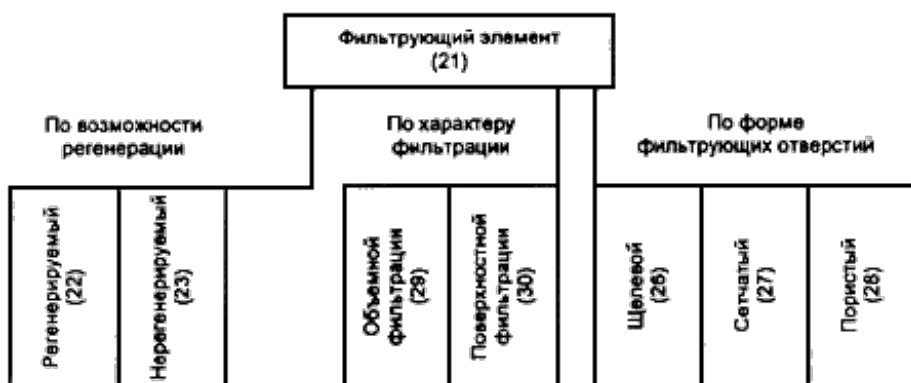 Фильтрующий элемент
(21)
По возможности
регенерации
По характеру
фильтрации
По форме
фильтрующих отверстий
Регенерируемый
(22)
Нерегенерируемый
(23)
Объемной
фильтрации
(29)
Поверхностной
фильтрации
(30)
Щелевой
(26)
Сетчатый
(27)
Пористый
(28)